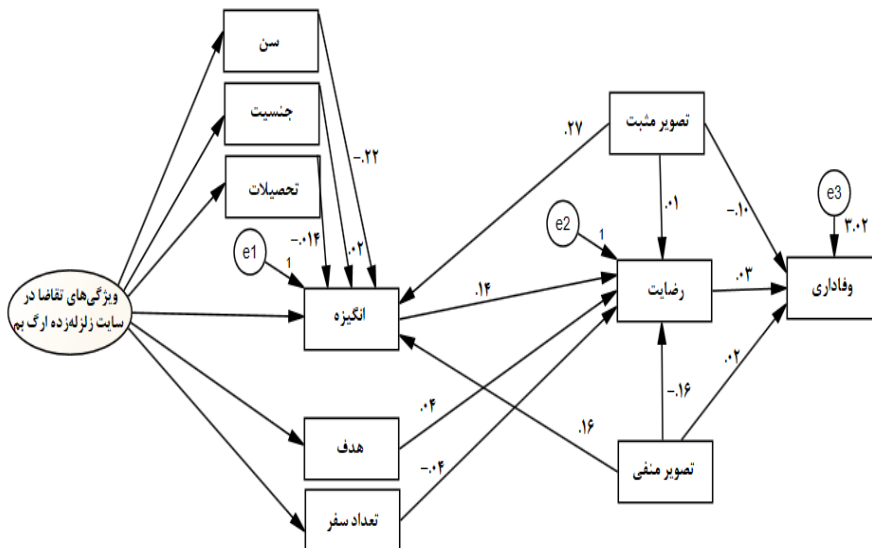 سن
جنسیت
تحصیلات
-.۲۲
-.۰۱۴
.۰۲
e1
1
ویژگی‌های تقاضا در
سایت زلزله‌زده ارگ بم
انگیزه
هدف
تعداد سفر
.۲۷
.۱۴
.۰۴
-.۰۴
.۱۶
تصویر مثبت
.۰۱
-.۱۰
e2
1
رضایت
.۰۳
-.۱۶
.۰۲
تصویر منفی
e3
۳.۰۲
وفاداری